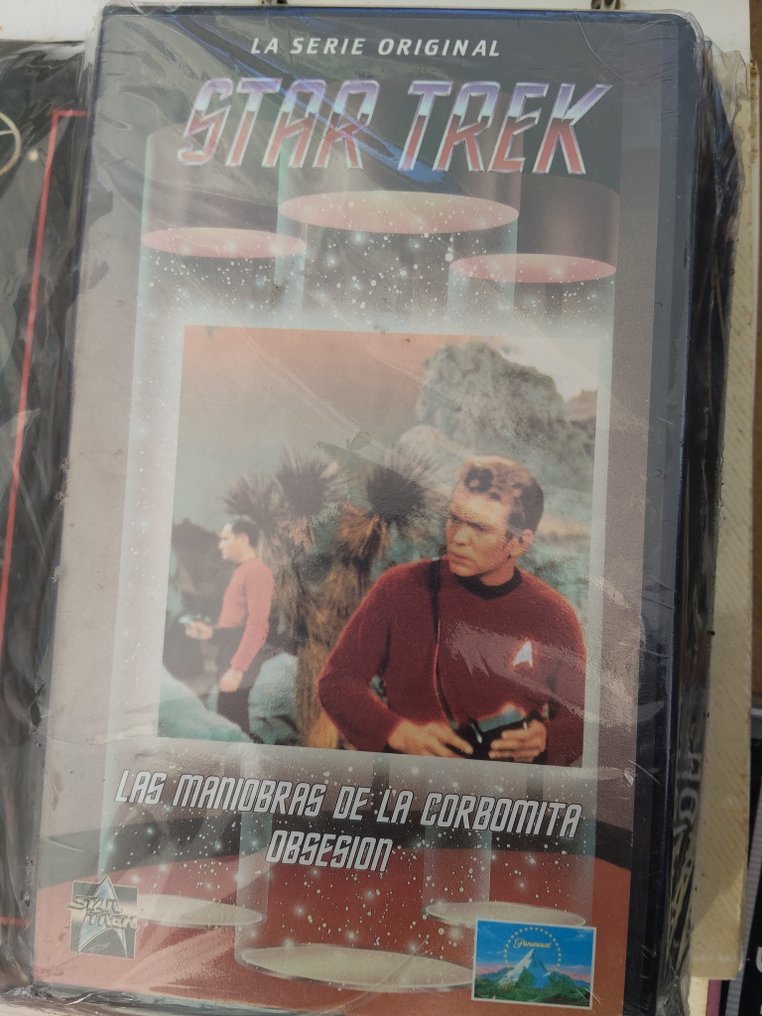 LA SERIE ORIGINAL
STAR TREK
LAS MANIOBRAS DE LA CORBOMITA
OBSESION
STAR
TREK
Paramount